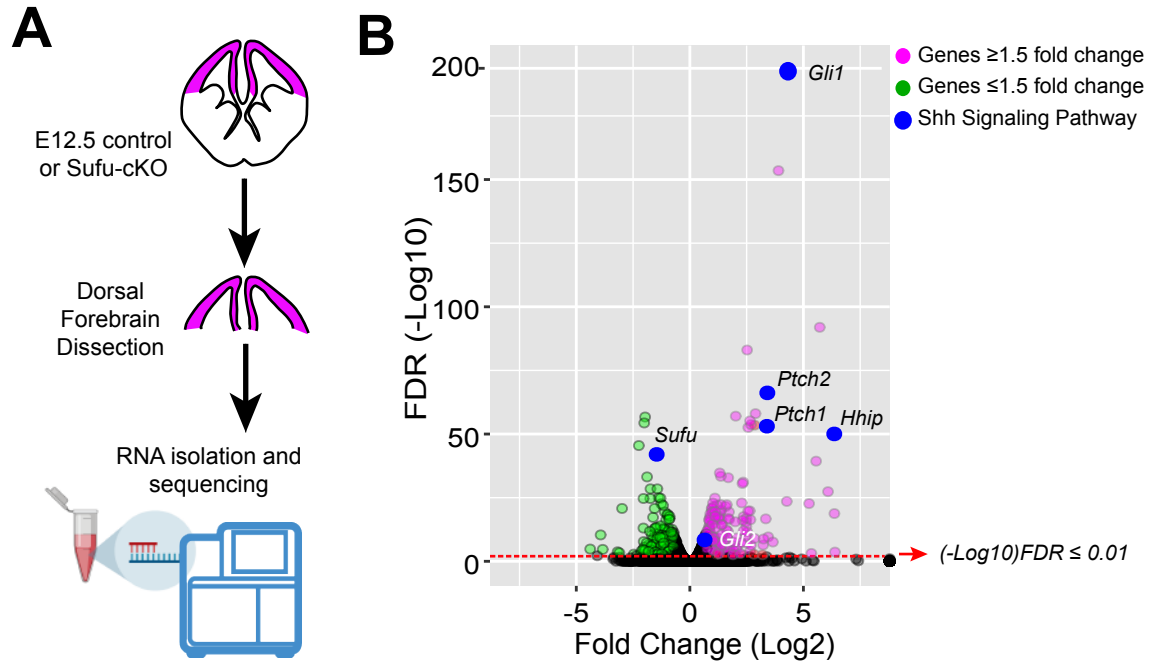 A
E12.5 control
or Sufu-cKO
Dorsal
Forebrain
Dissection
RNA isolation and
sequencing
B
FDR (-Log10)
200
150
100
50
0
-5
0
5
Fold Change (Log2)
Gli1
Ptch2
Ptch1
Hhip
Sufu
Gli2
Genes ≥1.5 fold change
Genes ≤1.5 fold change
Shh Signaling Pathway
(-Log10)FDR ≤ 0.01